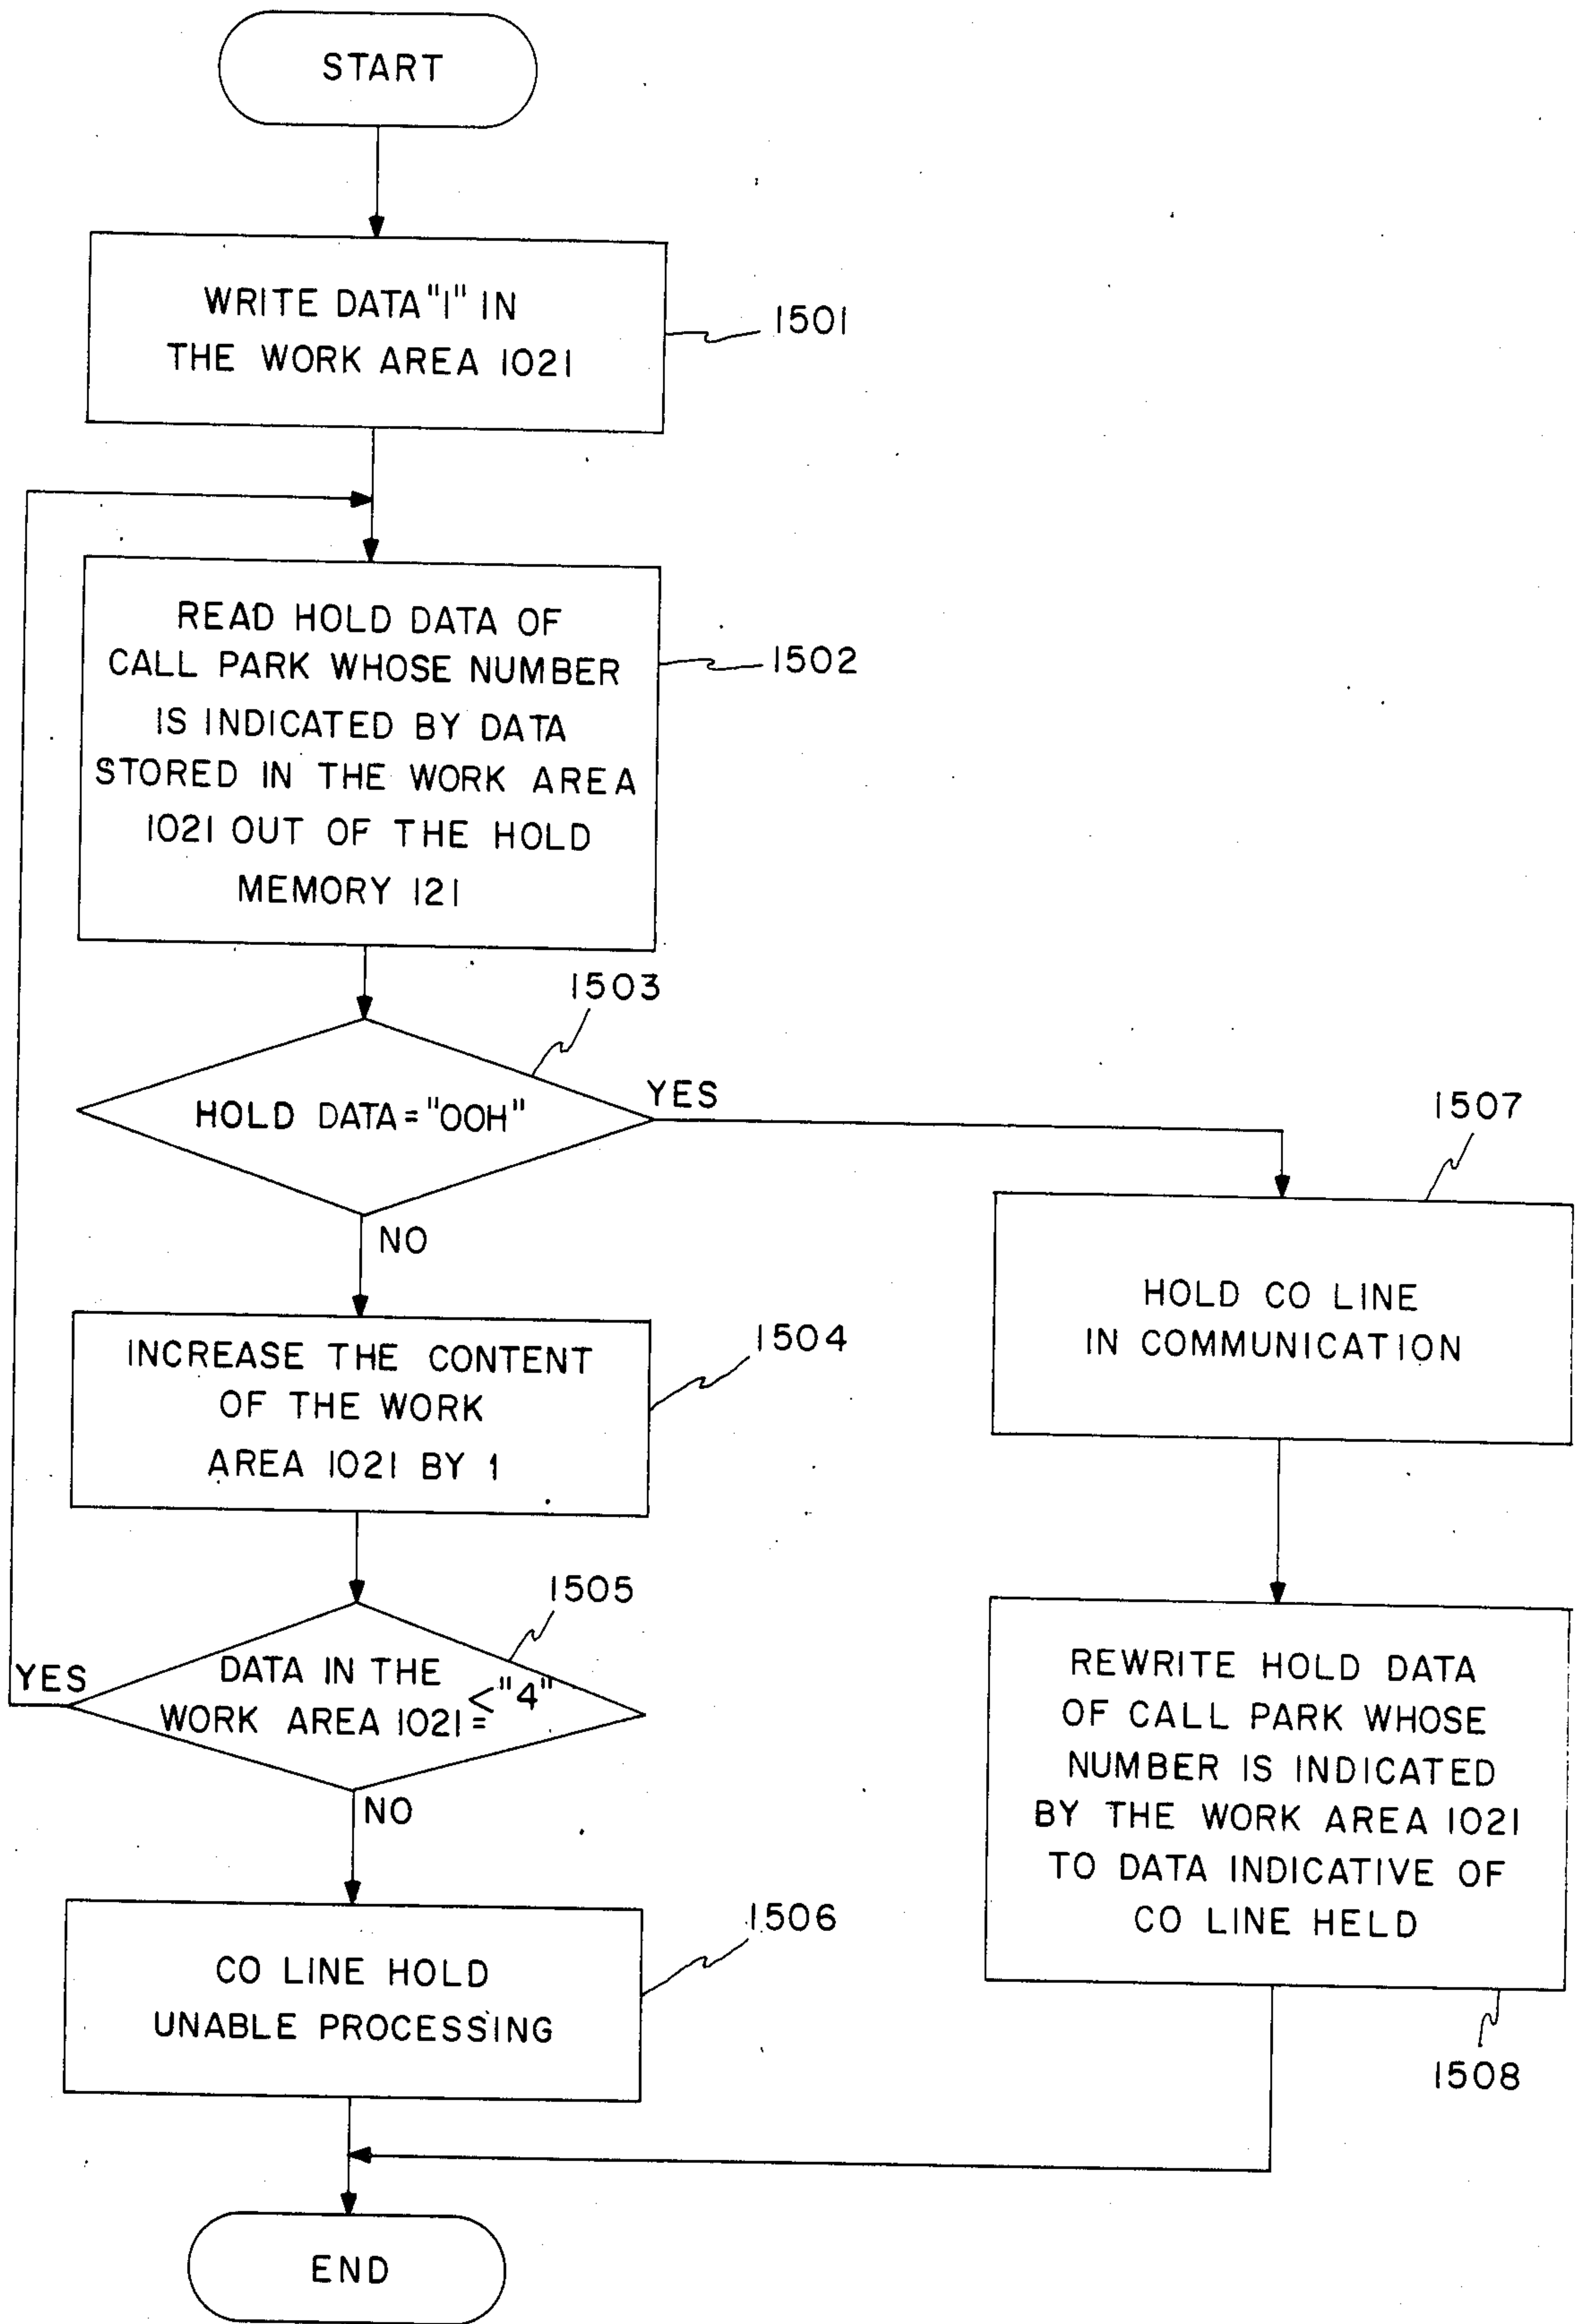 START
WRITE DATA "1" IN
THE WORK AREA 1021
1501
READ HOLD DATA OF
CALL PARK WHOSE NUMBER
IS INDICATED BY DATA
STORED IN THE WORK AREA
1021 OUT OF THE HOLD
MEMORY 121
1502
1503
HOLD DATA = "00H"
YES
NO
1507
HOLD CO LINE
IN COMMUNICATION
INCREASE THE CONTENT
OF THE WORK
AREA 1021 BY 1
1504
1505
DATA IN THE
WORK AREA 1021 ≦ "4"
YES
NO
REWRITE HOLD DATA
OF CALL PARK WHOSE
NUMBER IS INDICATED
BY THE WORK AREA 1021
TO DATA INDICATIVE OF
CO LINE HELD
1508
CO LINE HOLD
UNABLE PROCESSING
1506
END